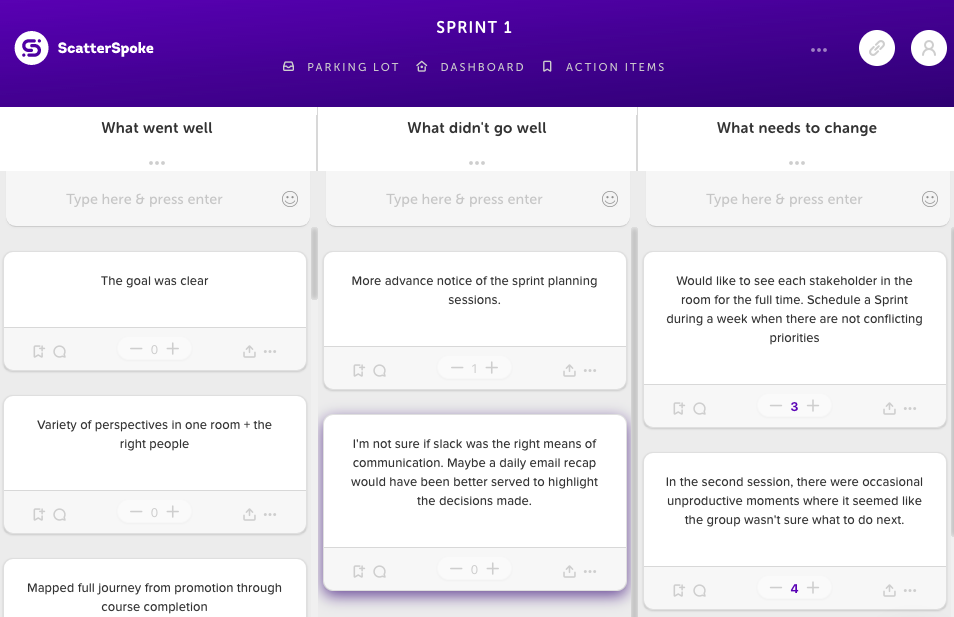 SPRINT 1
ScatterSpoke
PARKING LOT
DASHBOARD
ACTION ITEMS
What went well
What didn't go well
What needs to change
Type here & press enter
Type here & press enter
Type here & press enter
The goal was clear
0
Variety of perspectives in one room + the
right people
0
Mapped full journey from promotion through
course completion
More advance notice of the sprint planning
sessions.
1
I'm not sure if slack was the right means of
communication. Maybe a daily email recap
would have been better served to highlight
the decisions made.
0
Would like to see each stakeholder in the
room for the full time. Schedule a Sprint
during a week when there are not conflicting
priorities
3
In the second session, there were occasional
unproductive moments where it seemed like
the group wasn't sure what to do next.
4